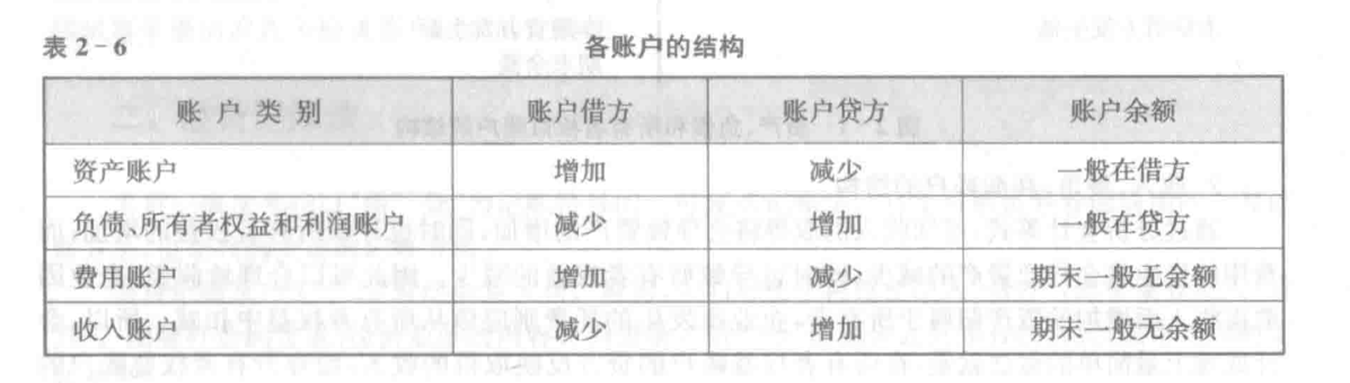 表 2-6 各账户的结构
账户类别 账户借方 账户贷方 账户余额
资产账户 增加 减少 一般在借方
负债、所有者权益和利润账户 减少 增加 一般在贷方
费用账户 增加 减少 期末一般无余额
收入账户 减少 增加 期末一般无余额